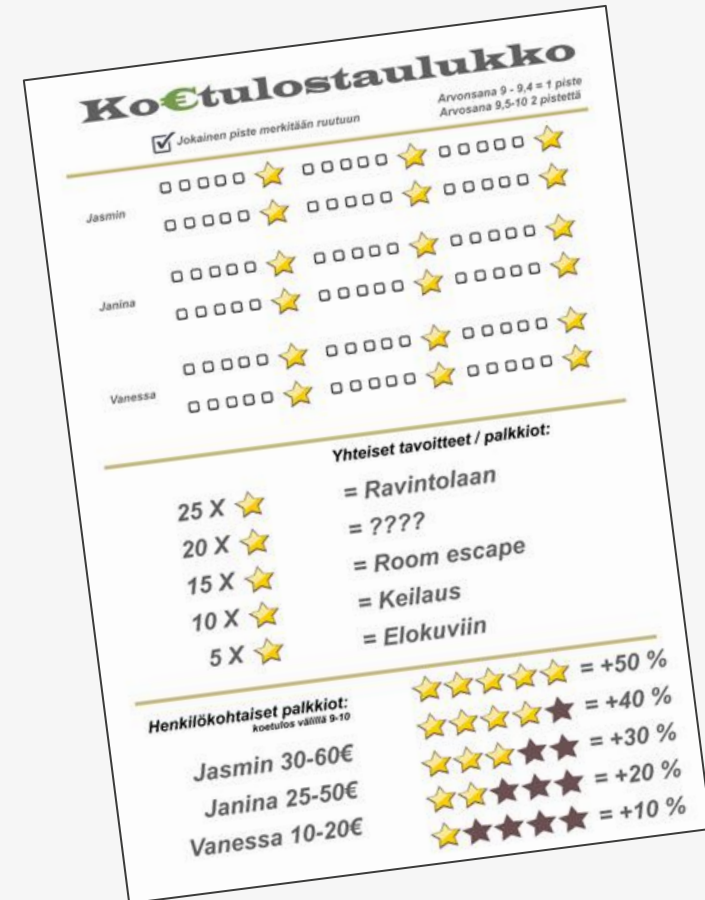 Ko€tulostaulukko
Jokainen piste merkitään ruutuun
Arvonsana 9 - 9,4 = 1 piste
Arvosana 9,5-10 2 pistettä
Jasmin
Janina
Vanessa
Yhteiset tavoitteet / palkkiot:
25 X = Ravintolaan
20 X = ????
15 X = Room escape
10 X = Keilaus
5 X = Elokuviin
Henkilökohtaiset palkkiot:
koetulos välillä 9-10
Jasmin 30-60€
Janina 25-50€
Vanessa 10-20€
= +50 %
= +40 %
= +30 %
= +20 %
= +10 %